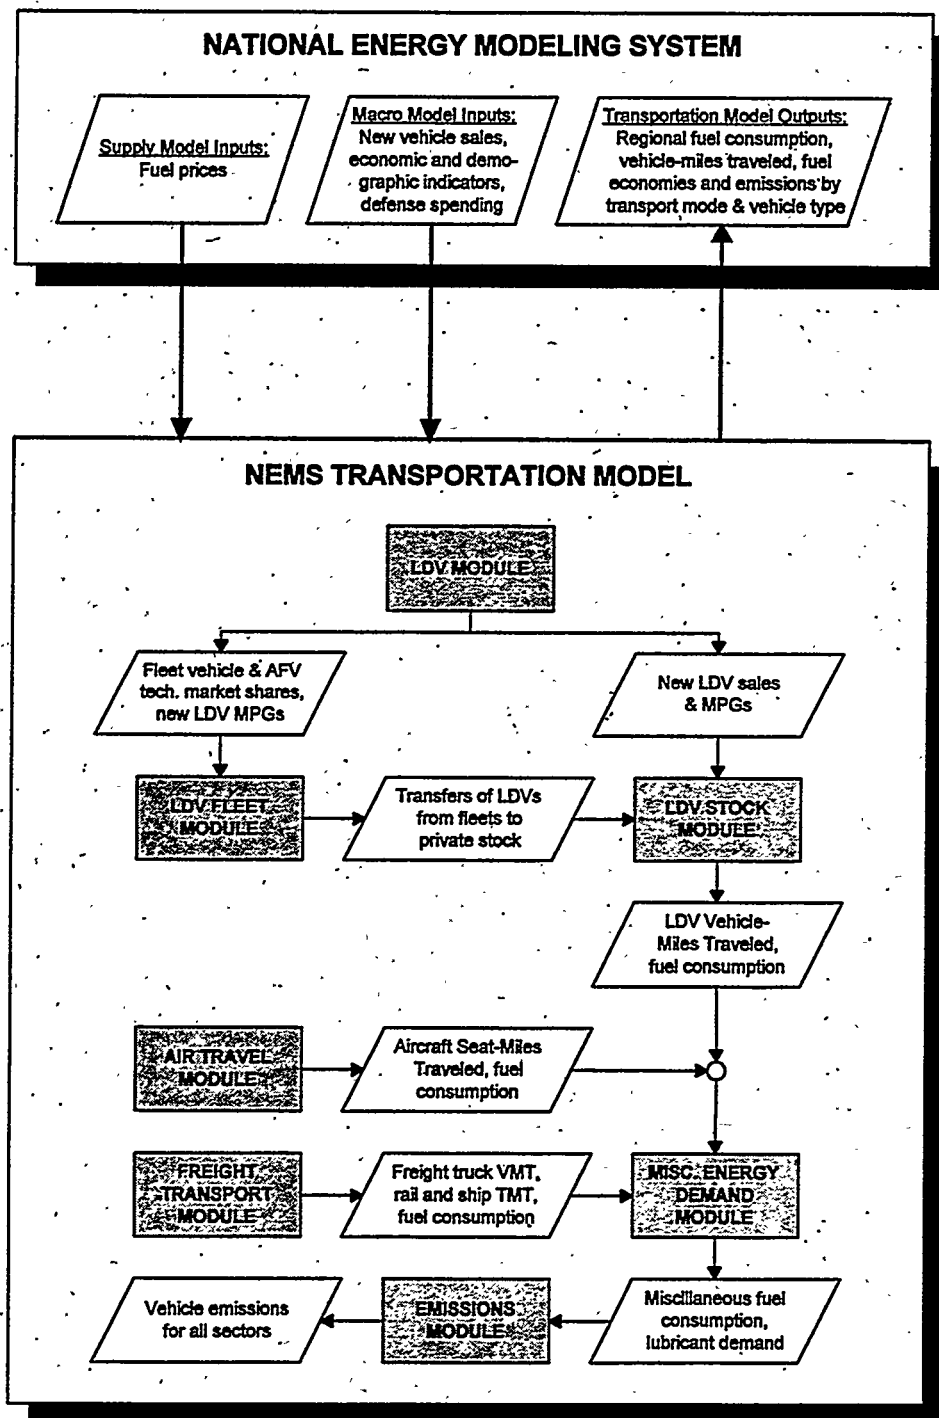 NATIONAL ENERGY MODELING SYSTEM
Supply Model Inputs:
Fuel prices
Macro Model Inputs:
New vehicle sales,
economic and demo-
graphic indicators,
defense spending
Transportation Model Outputs:
Regional fuel consumption,
vehicle-miles traveled, fuel
economies and emissions by
transport mode & vehicle type
NEMS TRANSPORTATION MODEL
LDV MODULE
Fleet vehicle & AFV
tech. market shares,
new LDV MPGs
New LDV sales
& MPGs
LDV FLEET
MODULE
Transfers of LDVs
from fleets to
private stock
LDV STOCK
MODULE
LDV Vehicle-
Miles Traveled,
fuel consumption
AIR TRAVEL
MODULE
Aircraft Seat-Miles
Traveled, fuel
consumption
FREIGHT
TRANSPORT
MODULE
Freight truck VMT,
rail and ship TMT,
fuel consumption
MISC. ENERGY
DEMAND
MODULE
Vehicle emissions
for all sectors
EMISSIONS
MODULE
Miscillaneous fuel
consumption,
lubricant demand